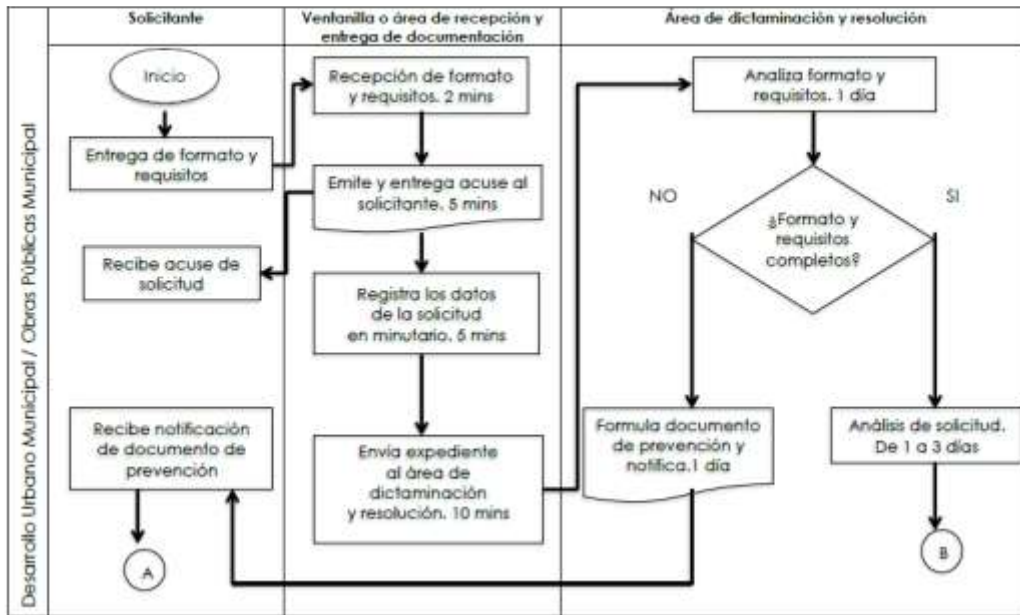 Solicitante
Ventanilla o área de recepción y
entrega de documentación
Área de dictaminación y resolución
Desarrollo Urbano Municipal / Obras Públicas Municipal
Inicio
Entrega de formato y
requisitos
Recibe acuse de
solicitud
Recibe notificación
de documento de
prevención
A
Recepción de formato
y requisitos. 2 mins
Emite y entrega acuse al
solicitante. 5 mins
Registra los datos
de la solicitud
en minutario. 5 mins
Envía expediente
al área de
dictaminación
y resolución. 10 mins
Analiza formato y
requisitos. 1 día
NO
SI
¿Formato y
requisitos
completos?
Formula documento
de prevención y
notifica.1 día
Análisis de solicitud.
De 1 a 3 días
B